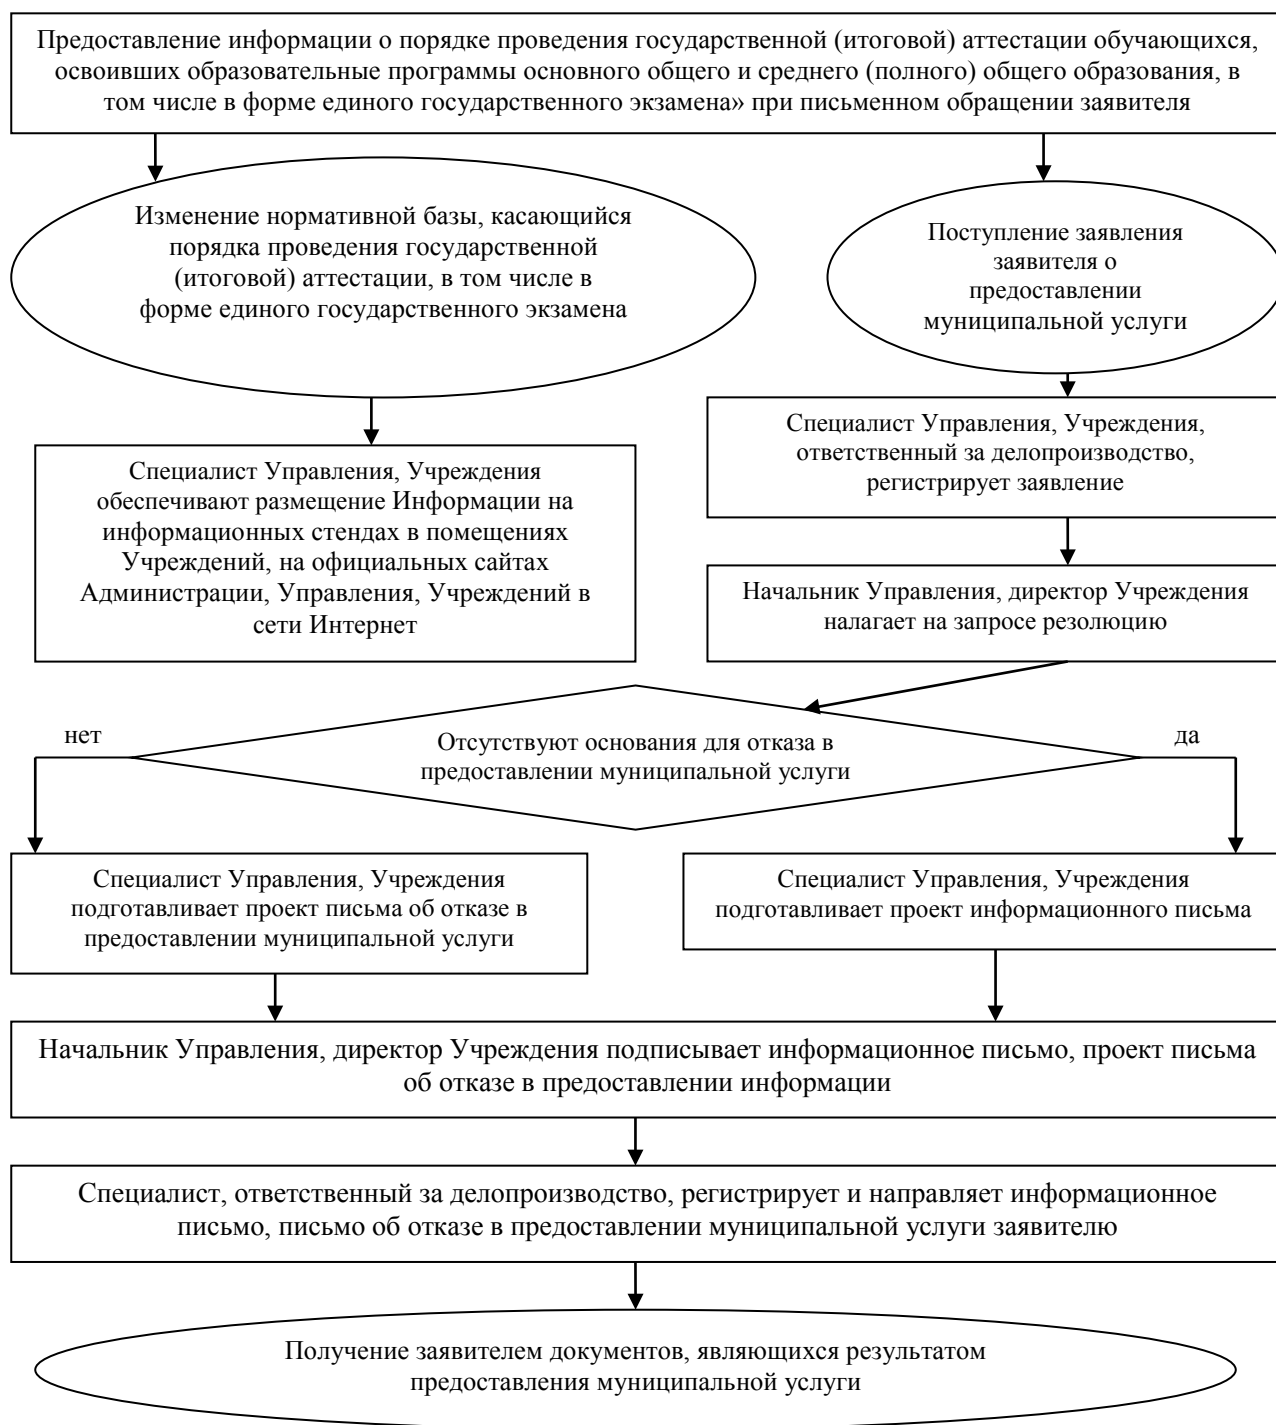 Предоставление информации о порядке проведения государственной (итоговой) аттестации обучающихся,
освоивших образовательные программы основного общего и среднего (полного) общего образования, в
том числе в форме единого государственного экзамена» при письменном обращении заявителя
Изменение нормативной базы, касающийся
порядка проведения государственной
(итоговой) аттестации, в том числе в
форме единого государственного экзамена
Поступление заявления
заявителя о
предоставлении
муниципальной услуги
Специалист Управления, Учреждения,
ответственный за делопроизводство,
регистрирует заявление
Специалист Управления, Учреждения
обеспечивают размещение Информации на
информационных стендах в помещениях
Учреждений, на официальных сайтах
Администрации, Управления, Учреждений в
сети Интернет
Начальник Управления, директор Учреждения
налагает на запросе резолюцию
нет
Отсутствуют основания для отказа в
предоставлении муниципальной услуги
да
Специалист Управления, Учреждения
подготавливает проект письма об отказе в
предоставлении муниципальной услуги
Специалист Управления, Учреждения
подготавливает проект информационного письма
Начальник Управления, директор Учреждения подписывает информационное письмо, проект письма
об отказе в предоставлении информации
Специалист, ответственный за делопроизводство, регистрирует и направляет информационное
письмо, письмо об отказе в предоставлении муниципальной услуги заявителю
Получение заявителем документов, являющихся результатом
предоставления муниципальной услуги